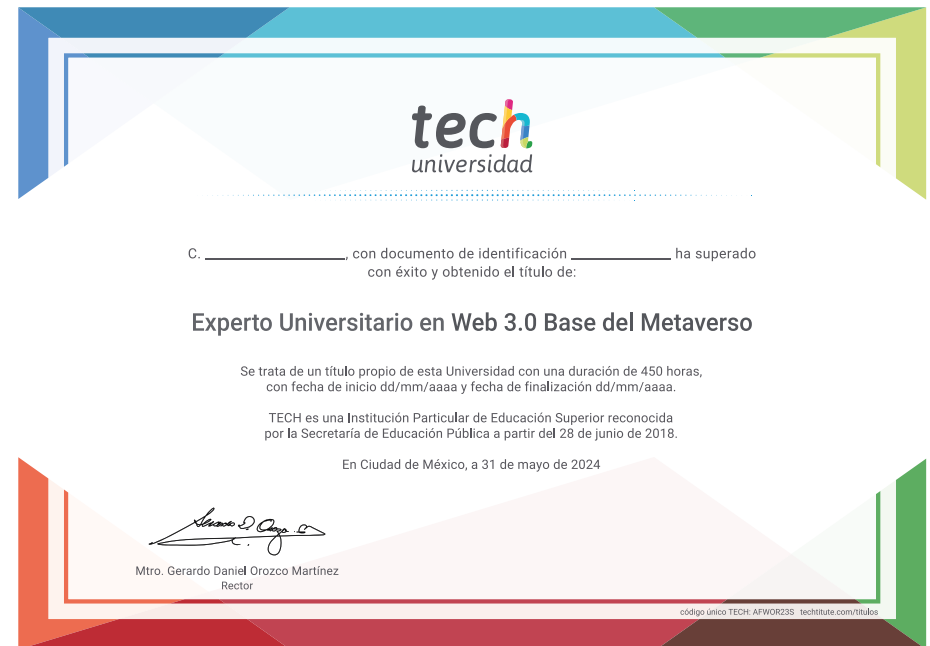 tech
universidad
C. ____________________, con documento de identificación ______________ ha superado
con éxito y obtenido el título de:
Experto Universitario en Web 3.0 Base del Metaverso
Se trata de un título propio de esta Universidad con una duración de 450 horas,
con fecha de inicio dd/mm/aaaa y fecha de finalización dd/mm/aaaa.
TECH es una Institución Particular de Educación Superior reconocida
por la Secretaría de Educación Pública a partir del 28 de junio de 2018.
En Ciudad de México, a 31 de mayo de 2024
Mtro. Gerardo Daniel Orozco Martínez
Rector
código único TECH: AFWOR23S techtitute.com/titulos